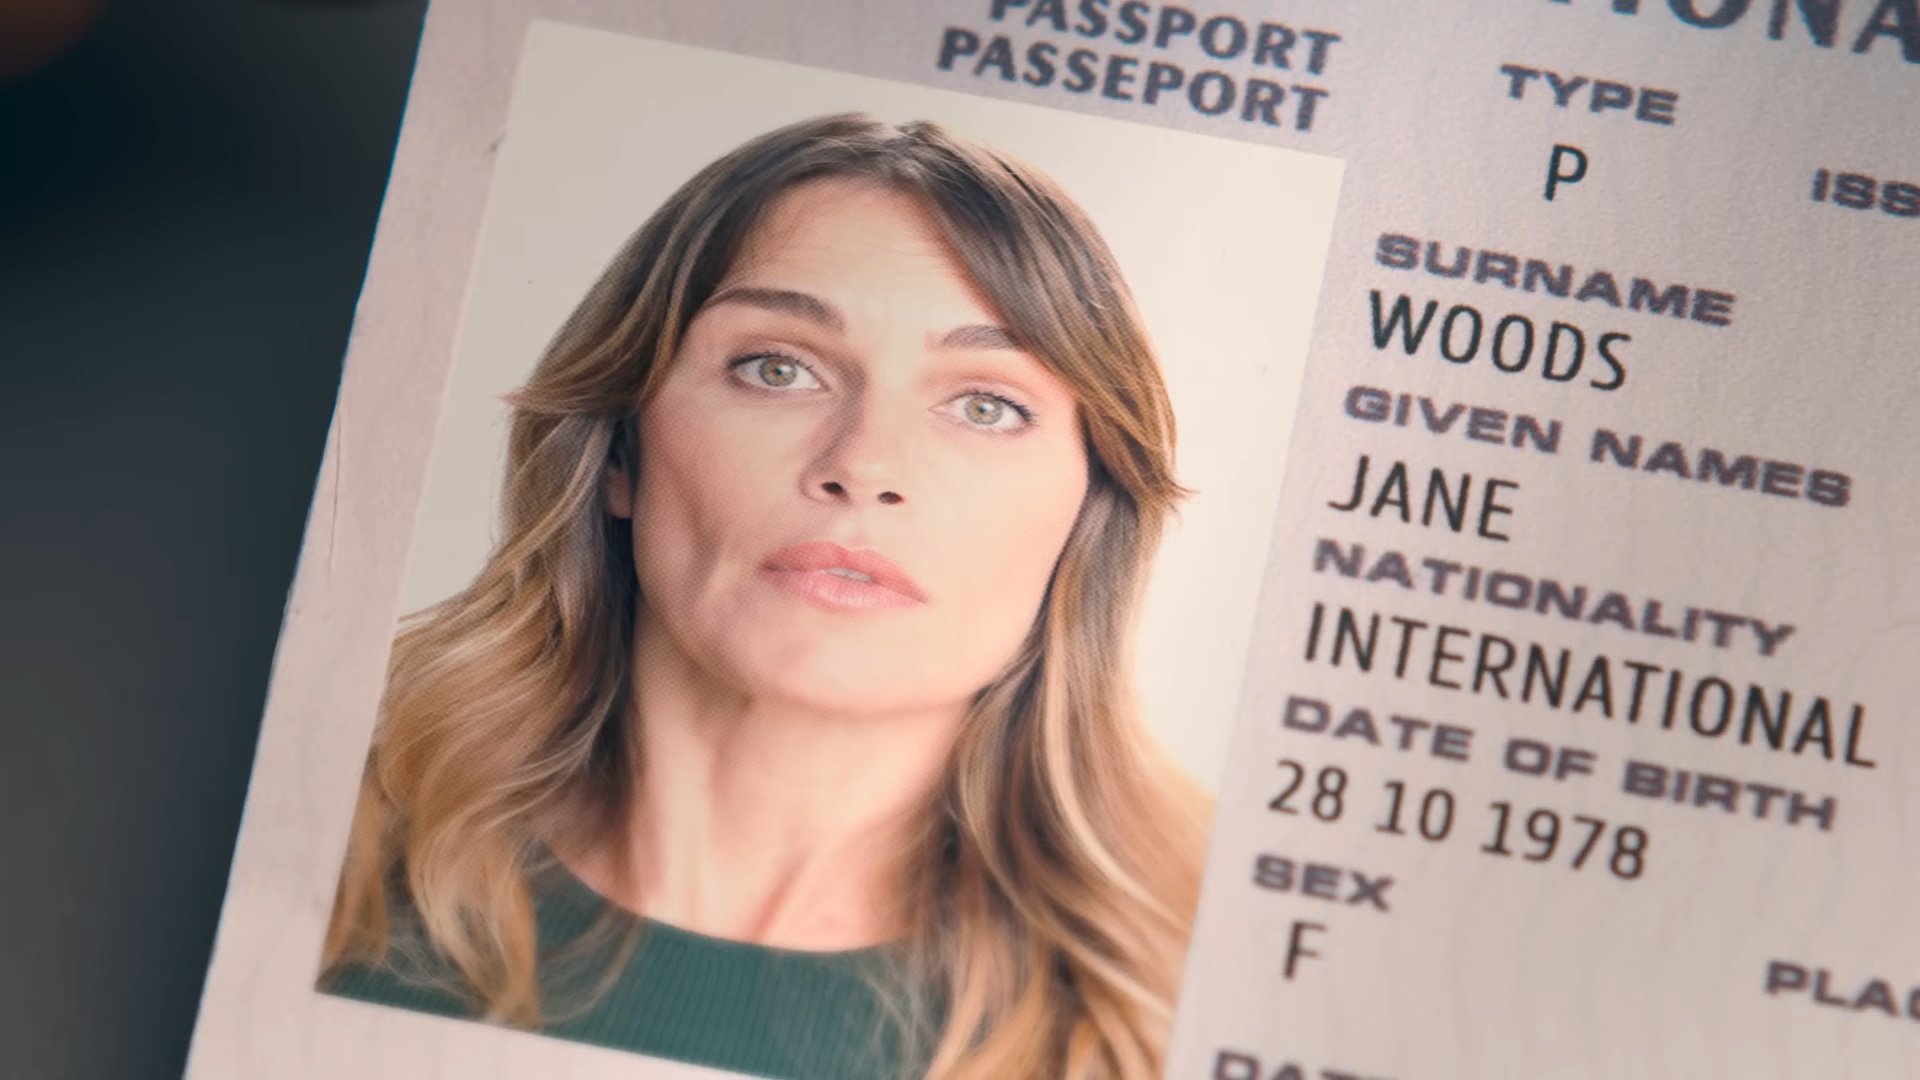 PASSPORT
PASSEPORT
TYPE
P
SURNAME
WOODS
GIVEN NAMES
JANE
NATIONALITY
INTERNATIONAL
DATE OF BIRTH
28 10 1978
SEX
F